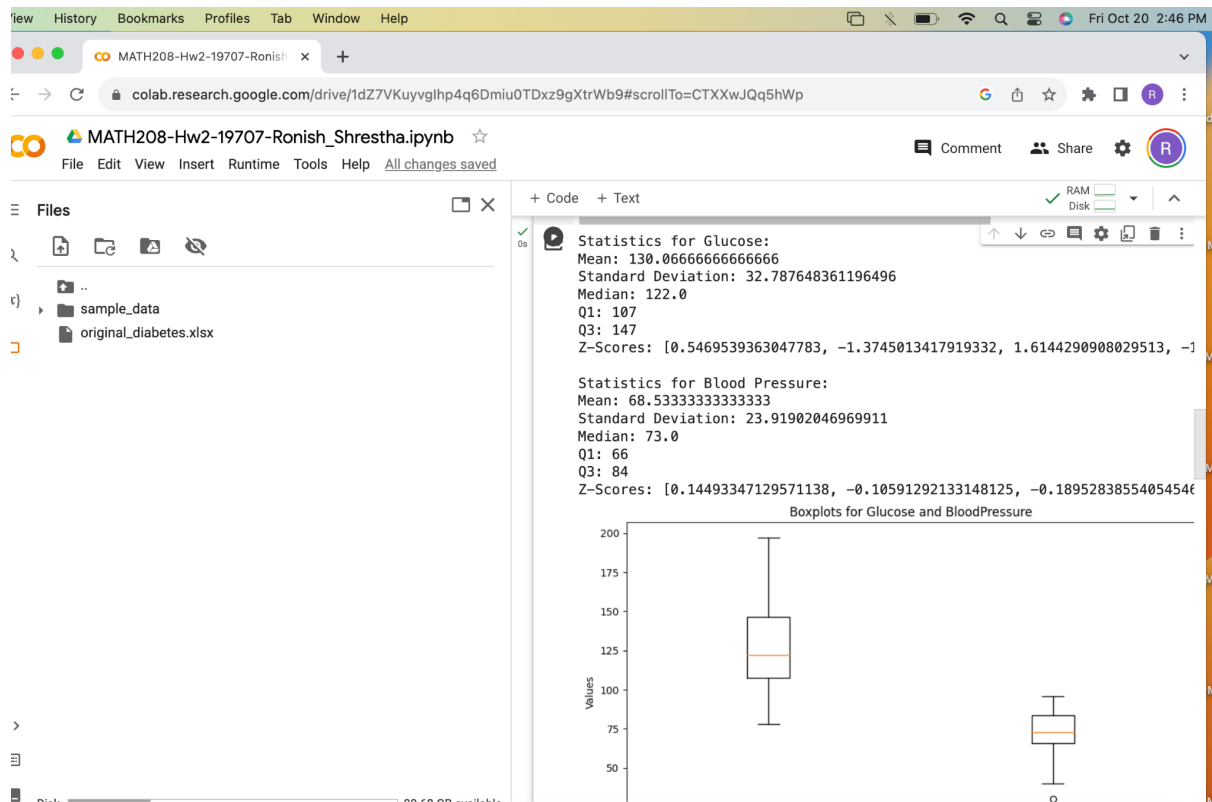 View History Bookmarks Profiles Tab Window Help Fri Oct 20 2:46 PM
MATH208-Hw2-19707-Ronish
colab.research.google.com/drive/1dZ7VKuyvglhp4q6Dmiu0TDxz9gXtrWb9#scrollTo=CTXXwJQq5hWp R
MATH208-Hw2-19707-Ronish_Shrestha.ipynb
File Edit View Insert Runtime Tools Help All changes saved
Comment Share R
Files
+ Code + Text
RAM
Disk
..
sample_data
original_diabetes.xlsx
0s
Statistics for Glucose:
Mean: 130.06666666666666
Standard Deviation: 32.787648361196496
Median: 122.0
Q1: 107
Q3: 147
Z-Scores: [0.5469539363047783, -1.3745013417919332, 1.6144290908029513, -1
Statistics for Blood Pressure:
Mean: 68.53333333333333
Standard Deviation: 23.91902046969911
Median: 73.0
Q1: 66
Q3: 84
Z-Scores: [0.14493347129571138, -0.10591292133148125, -0.18952838554054546
Boxplots for Glucose and BloodPressure
Values
200
175
150
125
100
75
50